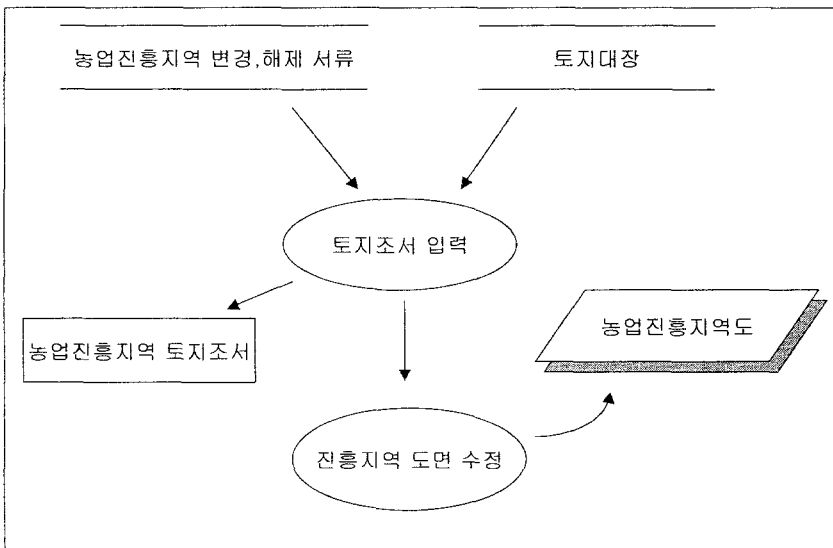 농업진흥지역 변경,해제 서류
토지대장
토지조서 입력
농업진흥지역도
농업진흥지역 토지조서
진흥지역 도면 수정